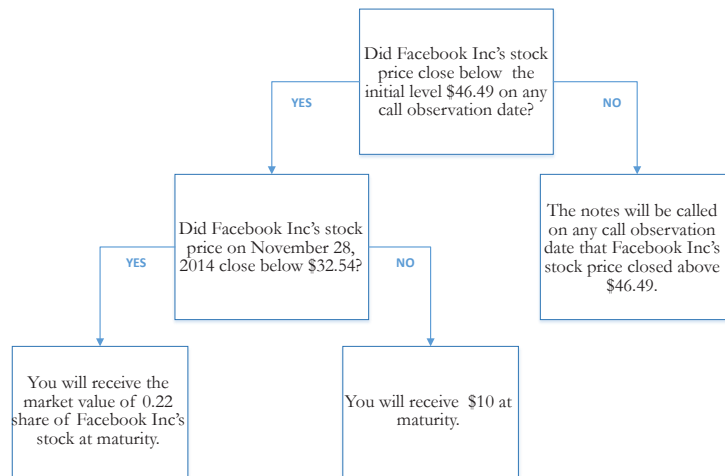 Did Facebook Inc's stock
price close below the
initial level $46.49 on any
call observation date?
YES
NO
Did Facebook Inc's stock
price on November 28,
2014 close below $32.54?
The notes will be called
on any call observation
date that Facebook Inc's
stock price closed above
$46.49.
YES
NO
You will receive the
market value of 0.22
share of Facebook Inc's
stock at maturity.
You will receive $10 at
maturity.